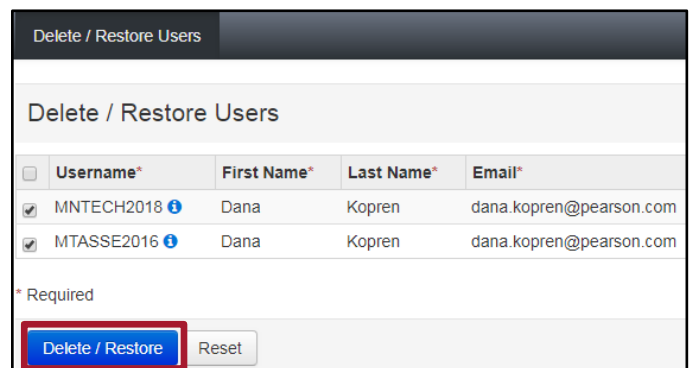 Delete / Restore Users
Delete / Restore Users
Username* First Name* Last Name* Email*
MNTECH2018 Dana Kopren dana.kopren@pearson.com
MTASSE2016 Dana Kopren dana.kopren@pearson.com
* Required
Delete / Restore Reset